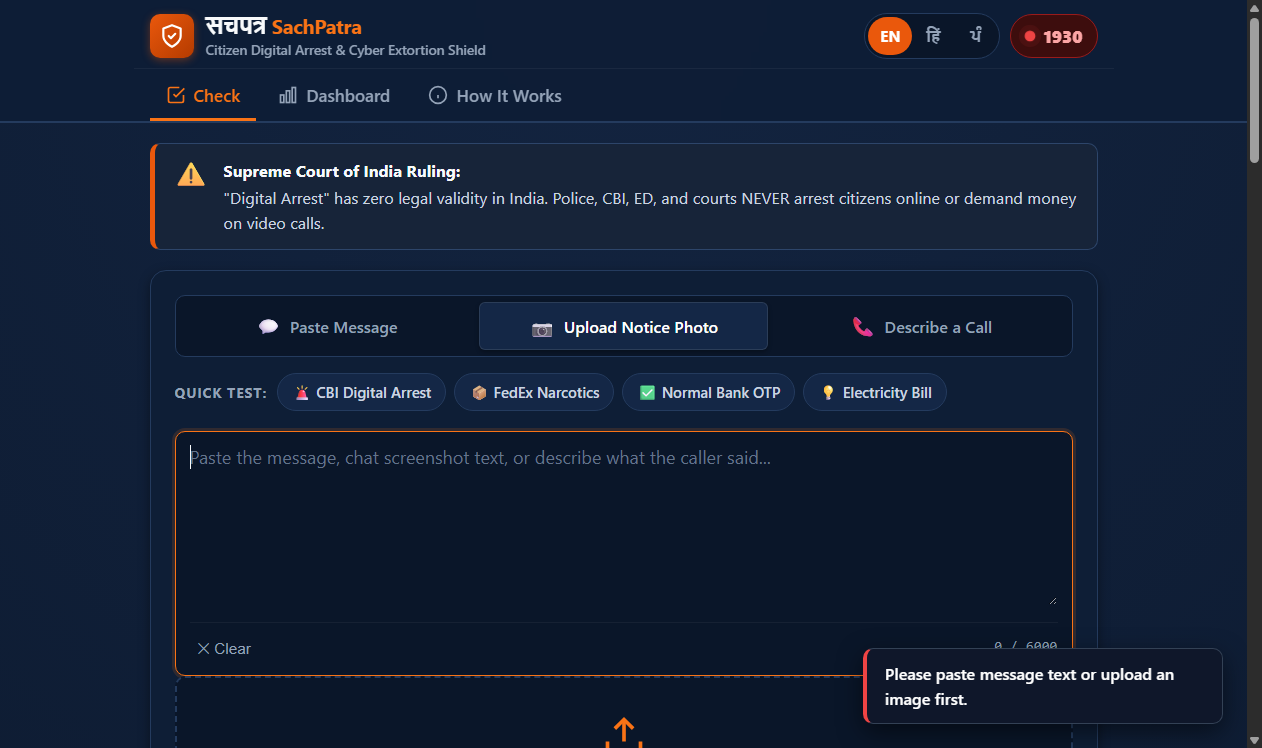 सचपत्र SachPatra
Citizen Digital Arrest & Cyber Extortion Shield
EN
हिं
ਪੰ
1930
Check
Dashboard
How It Works
Supreme Court of India Ruling:
"Digital Arrest" has zero legal validity in India. Police, CBI, ED, and courts NEVER arrest citizens online or demand money
on video calls.
Paste Message
Upload Notice Photo
Describe a Call
QUICK TEST:
CBI Digital Arrest
FedEx Narcotics
Normal Bank OTP
Electricity Bill
Paste the message, chat screenshot text, or describe what the caller said...
Clear
0 / 6000
Please paste message text or upload an
image first.